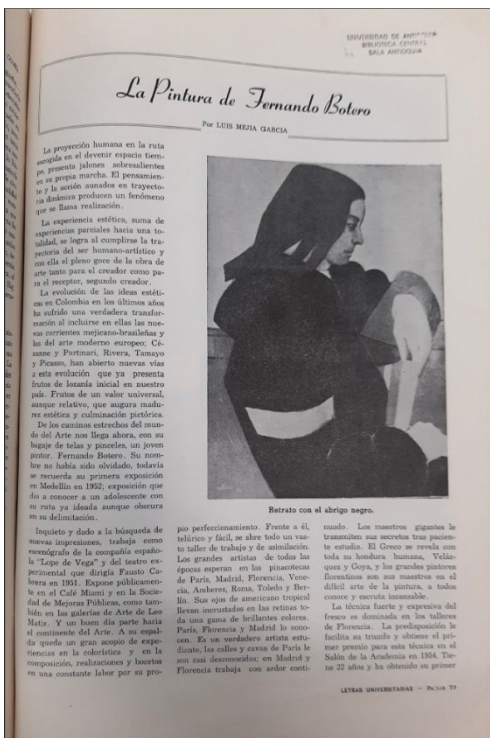 UNIVERSIDAD DE ANTIOQUIA
BIBLIOTECA CENTRAL
SALA ANTIOQUIA
La Pintura de Fernando Botero
Por LUIS MEJIA GARCIA
La proyección humana en la ruta
escogida en el devenir espacio tiem-
po, presenta jalones sobresalientes
en su propia marcha. El pensamien-
to y la acción aunados en trayecto-
ria dinámica producen un fenómeno
que se llama realización.
La experiencia estética, suma de
experiencias parciales hacia una to-
talidad, se logra al cumplirse la tra-
yectoria del ser humano-artístico y
con ella el pleno goce de la obra de
arte tanto para el creador como pa-
ra el receptor, segundo creador.
La evolución de las ideas estéti-
cas en Colombia en los últimos años
ha sufrido una verdadera transfor-
mación al incluirse en ellas las nue-
vas corrientes mejicano-brasileñas y
las del arte moderno europeo; Cé-
sanne y Portinari, Rivera, Tamayo
y Picasso, han abierto nuevas vías
a esta evolución que ya presenta
frutos de lozanía inicial en nuestro
país. Frutos de un valor universal,
aunque relativo, que augura madu-
rez estética y culminación pictórica.
De los caminos estrechos del mun-
do del Arte nos llega ahora, con su
bagaje de telas y pinceles, un joven
pintor. Fernando Botero. Su nom-
bre no había sido olvidado, todavía
se recuerda su primera exposición
en Medellín en 1952; exposición que
dio a conocer a un adolescente con
su ruta ya ideada aunque obscura
en su delimitación.
Inquieto y dado a la búsqueda de
nuevas impresiones, trabaja como
escenógrafo de la compañía españo-
la "Lope de Vega" y del teatro ex-
perimental que dirigía Fausto Ca-
brera en 1951. Expone públicamen-
te en el Café Miami y en la Socie-
dad de Mejoras Públicas, como tam-
bién en las galerías de Arte de Leo
Matiz. Y un buen día parte hacia
el continente del Arte. A su espal-
da queda un gran acopio de expe-
riencias en la colorística y en la
composición, realizaciones y bocetos
en una constante labor por su pro-
Retrato con el abrigo negro.
pio perfeccionamiento. Frente a él,
telúrico y fácil, se abre todo un vas-
to taller de trabajo y de asimilación.
Los grandes artistas de todas las
épocas esperan en las pinacotecas
de París, Madrid, Florencia, Vene-
cia, Amberes, Roma, Toledo y Ber-
lín. Sus ojos de americano tropical
llevan incrustados en las retinas to-
da una gama de brillantes colores.
París, Florencia y Madrid lo cono-
cen. Es un verdadero artista estu-
diante, las calles y cavas de París le
son casi desconocidas; en Madrid y
Florencia trabaja con ardor conti-
nuado. Los maestros gigantes le
transmiten sus secretos tras pacien-
te estudio. El Greco se revela con
toda su hondura humana, Veláz-
quez y Goya, y los grandes pintores
florentinos son sus maestros en el
difícil arte de la pintura, a todos
conoce y escruta incansable.
La técnica fuerte y expresiva del
fresco es dominada en los talleres
de Florencia. La predisposición le
facilita su triunfo y obtiene el pri-
mer premio para esta técnica en el
Salón de la Academia en 1954. Tie-
ne 22 años y ha obtenido su primer
LETRAS UNIVERSITARIAS —